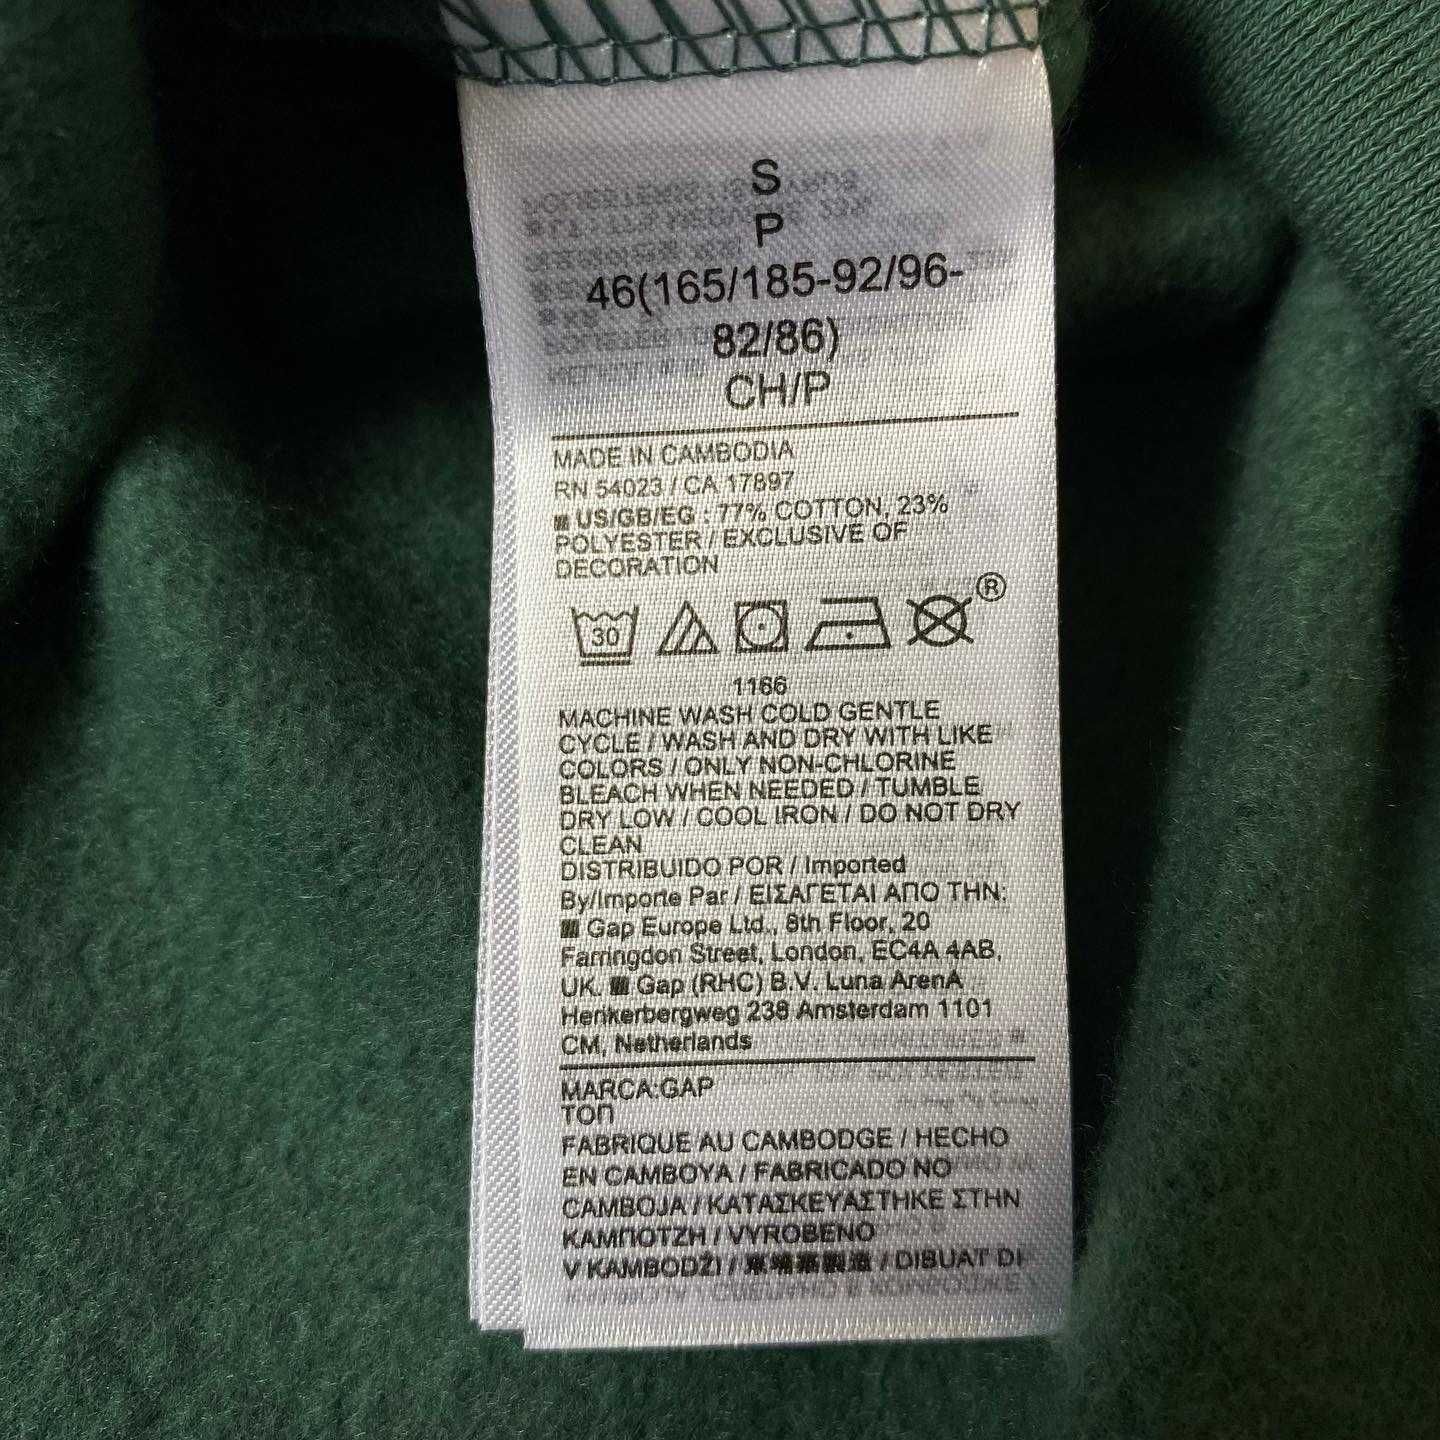 S
P
46(165/185-92/96-
82/86)
CH/P
MADE IN CAMBODIA
RN 54023 / CA 17897
US/GB/EG : 77% COTTON, 23%
POLYESTER / EXCLUSIVE OF
DECORATION
30
®
1166
MACHINE WASH COLD GENTLE
CYCLE / WASH AND DRY WITH LIKE
COLORS / ONLY NON-CHLORINE
BLEACH WHEN NEEDED / TUMBLE
DRY LOW / COOL IRON / DO NOT DRY
CLEAN
DISTRIBUIDO POR / Imported
By/Importe Par / ΕΙΣΑΓΕΤΑΙ ΑΠΟ ΤΗΝ:
Gap Europe Ltd., 8th Floor, 20
Farringdon Street, London, EC4A 4AB,
UK. Gap (RHC) B.V. Luna ArenA
Herikerbergweg 238 Amsterdam 1101
CM, Netherlands
MARCA:GAP
ТОП
FABRIQUE AU CAMBODGE / HECHO
EN CAMBOYA / FABRICADO NO
CAMBOJA / ΚΑΤΑΣΚΕΥΑΣΤΗΚΕ ΣΤΗΝ
ΚΑΜΠΟΤΖΗ / VYROBENO
V KAMBODŽI / 柬埔寨製造 / DIBUAT DI